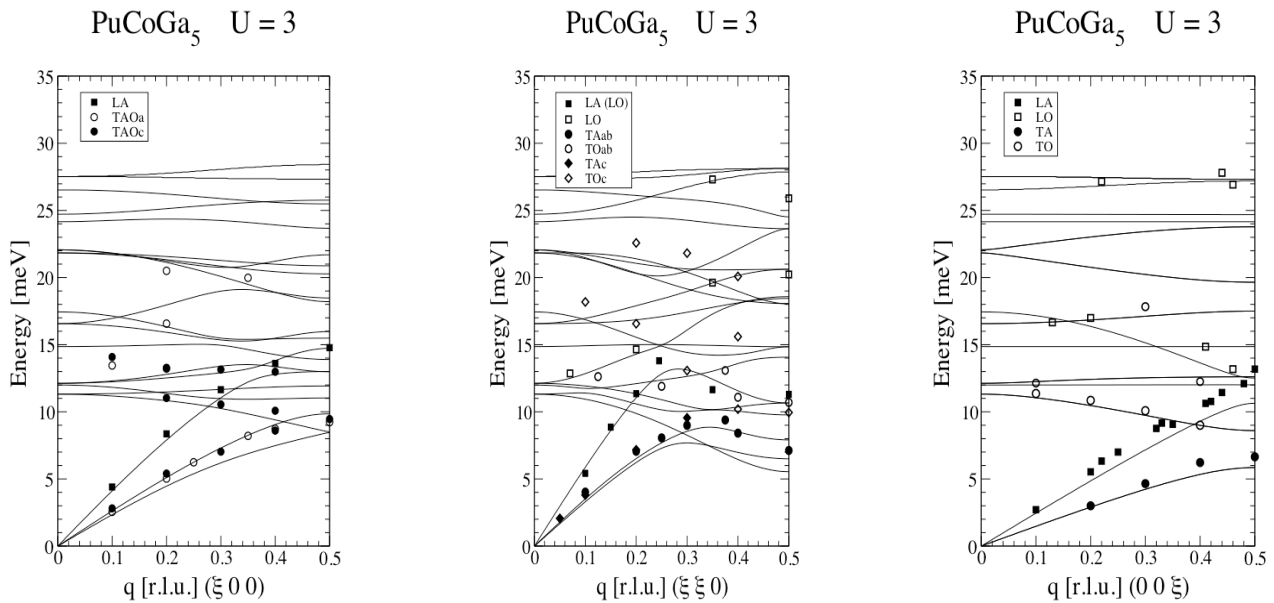 PuCoGa5 U = 3
35
30
25
20
15
10
5
0
Energy [meV]
LA
TAOa
TAOc
0
0.1
0.2
0.3
0.4
0.5
q [r.l.u.] (ξ 0 0)
PuCoGa5 U = 3
35
30
25
20
15
10
5
0
Energy [meV]
LA (LO)
LO
TAab
TOab
TAc
TOc
0
0.1
0.2
0.3
0.4
0.5
q [r.l.u.] (ξ ξ 0)
PuCoGa5 U = 3
35
30
25
20
15
10
5
0
Energy [meV]
LA
LO
TA
TO
0
0.1
0.2
0.3
0.4
0.5
q [r.l.u.] (0 0 ξ)